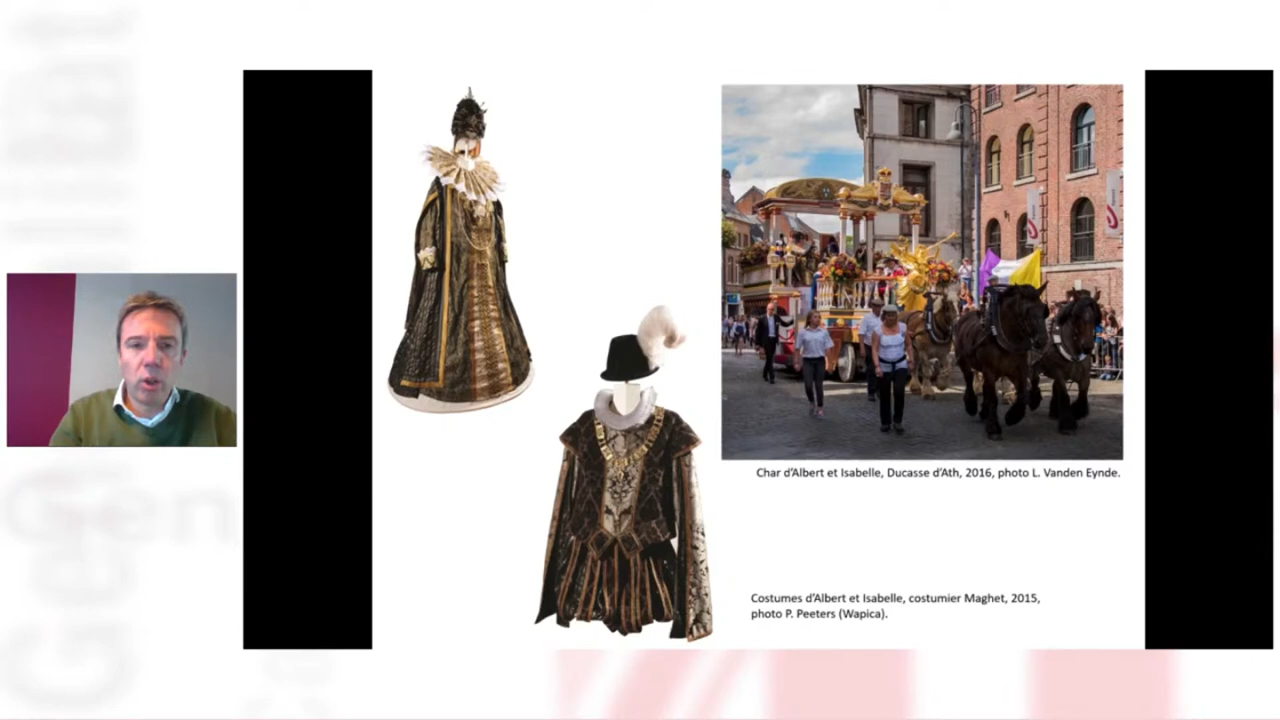 Char d'Albert et Isabelle, Ducasse d'Ath, 2016, photo L. Vanden Eynde.
Costumes d'Albert et Isabelle, costumier Maghet, 2015,
photo P. Peeters (Wapica).